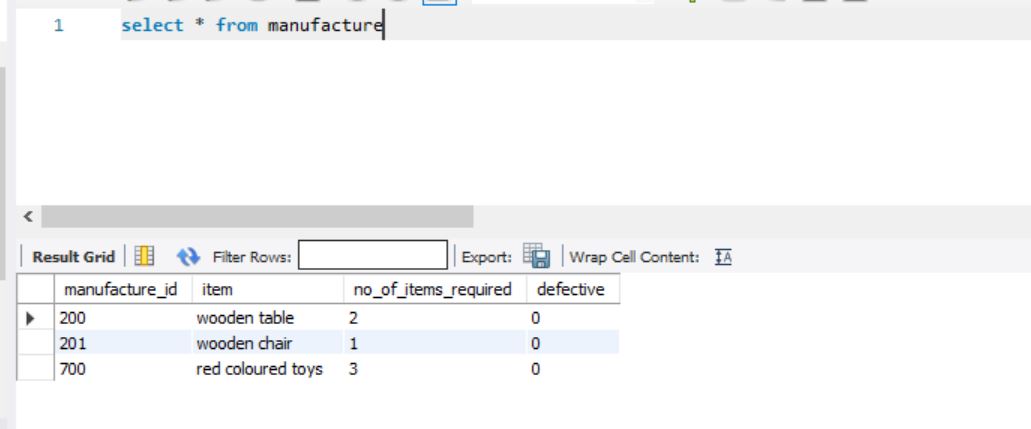 1 select * from manufacture
Result Grid Filter Rows: Export: Wrap Cell Content: IA
manufacture_id item no_of_items_required defective
200 wooden table 2 0
201 wooden chair 1 0
700 red coloured toys 3 0